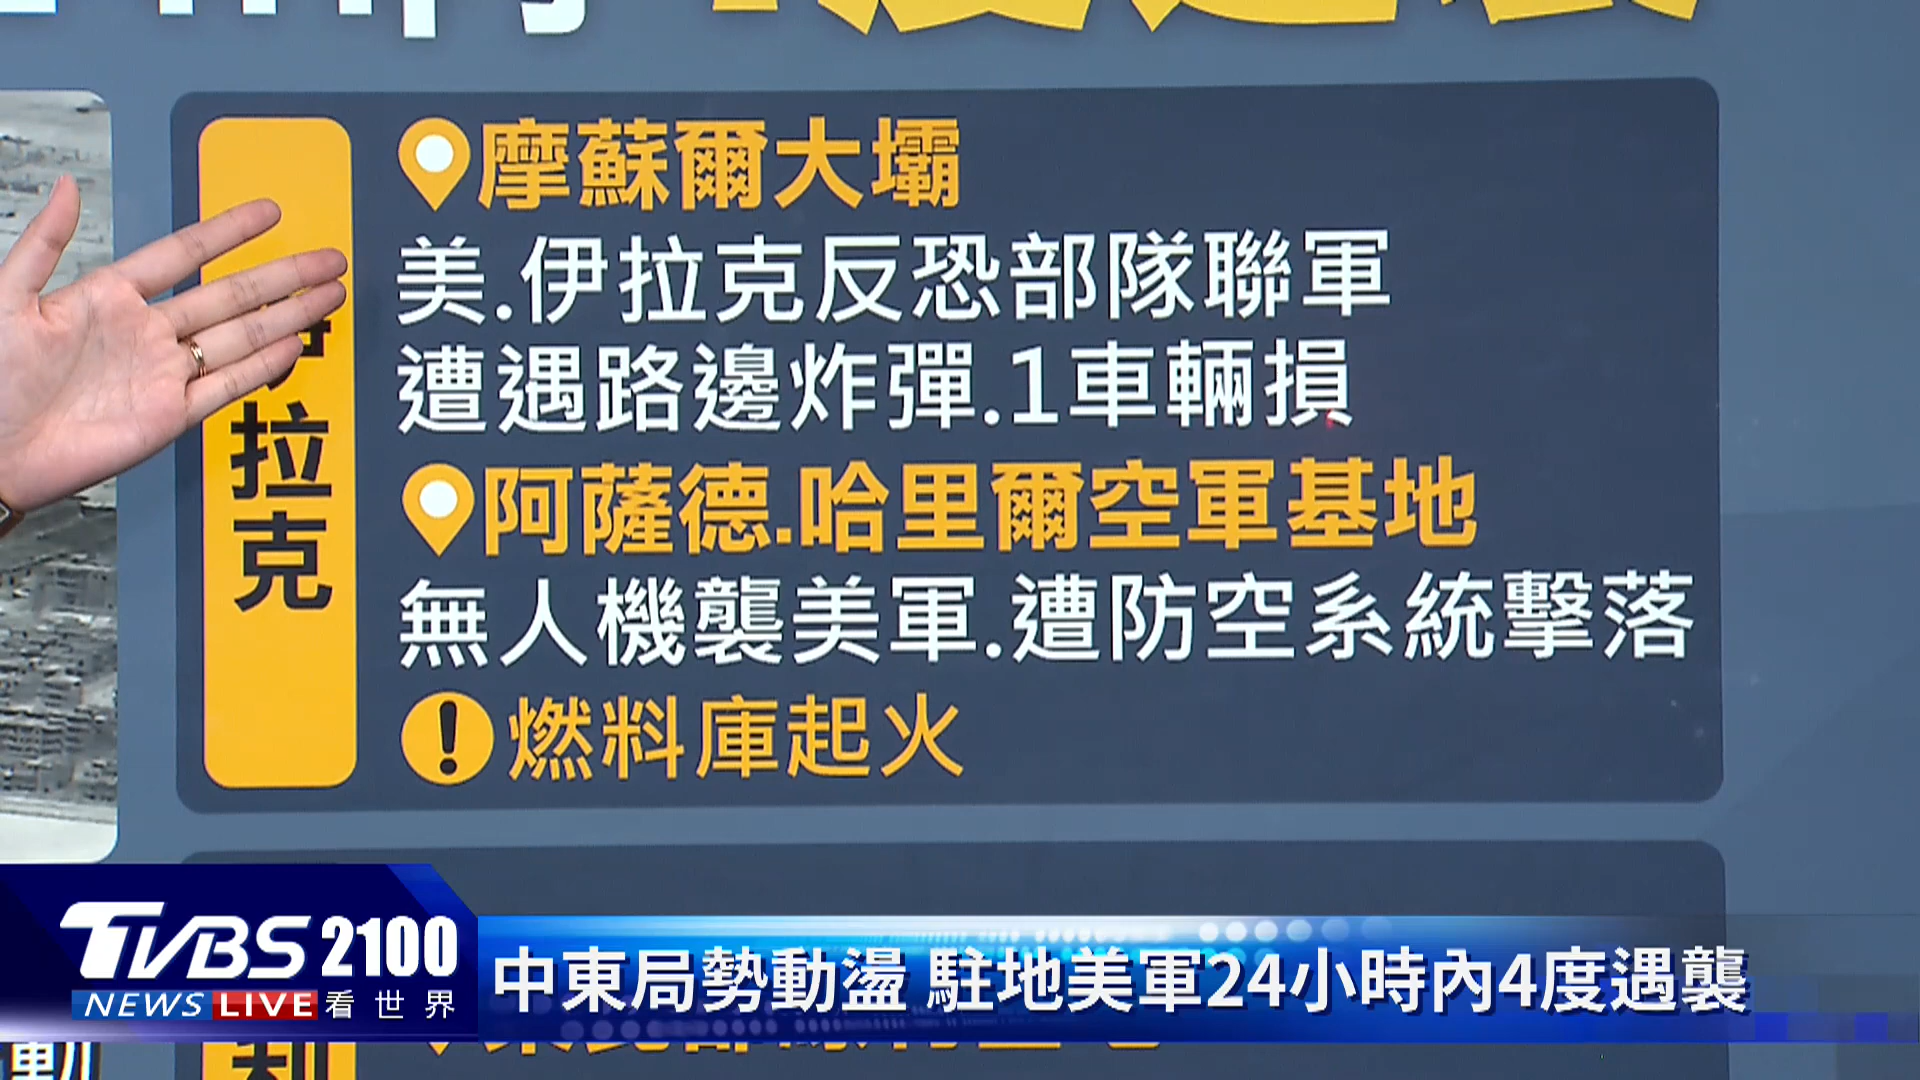 摩蘇爾大壩
美.伊拉克反恐部隊聯軍
遭遇路邊炸彈.1車輛損
拉克
阿薩德.哈里爾空軍基地
無人機襲美軍.遭防空系統擊落
燃料庫起火
TVBS 2100
NEWS LIVE 看世界
中東局勢動盪 駐地美軍24小時內4度遇襲